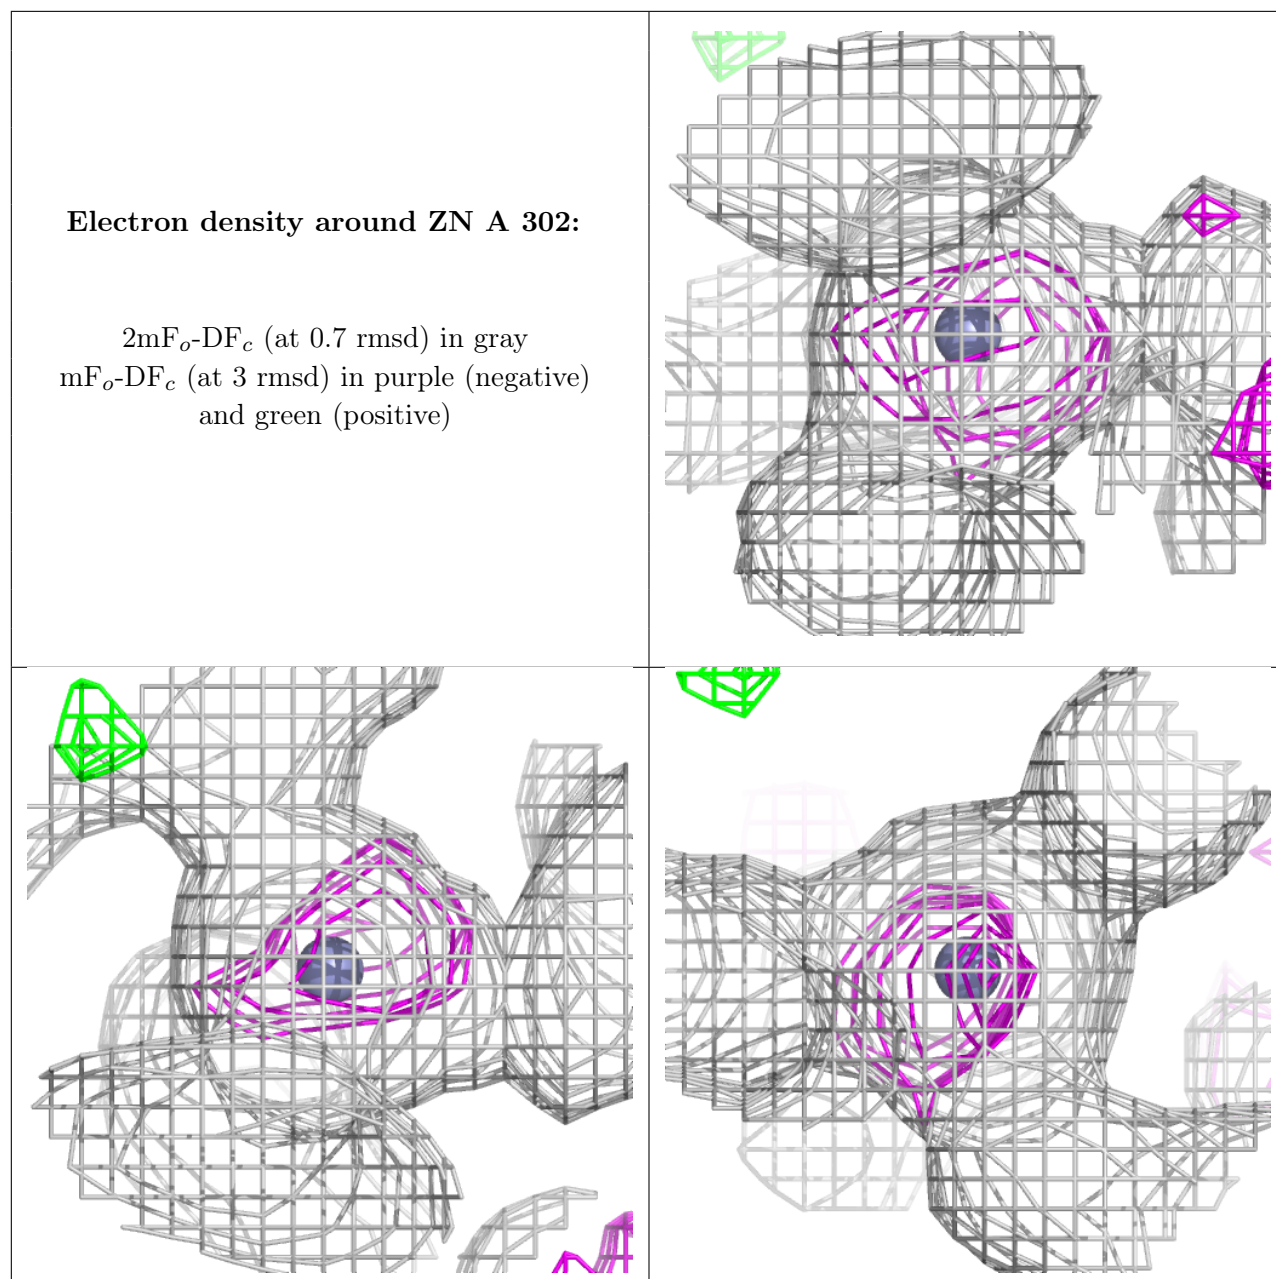 Electron density around ZN A 302:
2mFₒ-DF𝒸 (at 0.7 rmsd) in gray
mFₒ-DF𝒸 (at 3 rmsd) in purple (negative)
and green (positive)